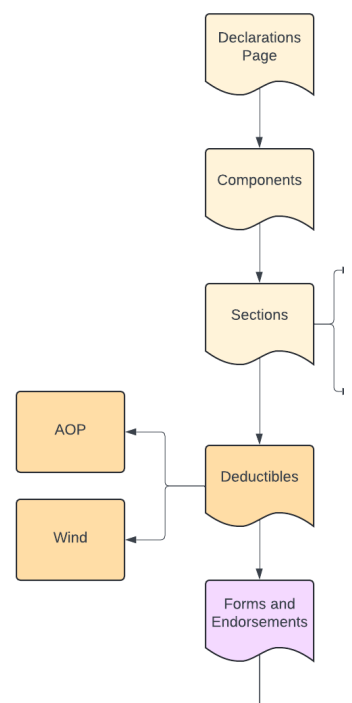 Declarations
Page
Components
Sections
AOP
Deductibles
Wind
Forms and
Endorsements